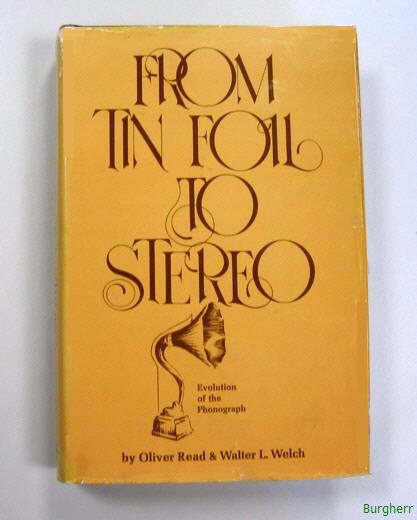 FROM
TIN FOIL
TO
STEREO
Evolution
of the
Phonograph
by Oliver Read & Walter L. Welch
Burgherr